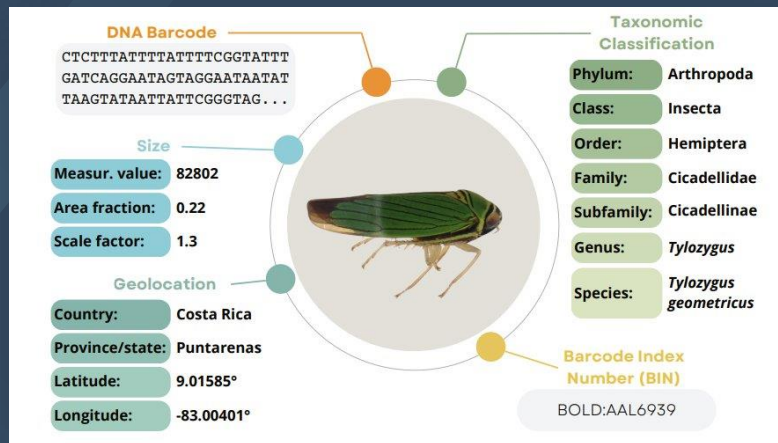 DNA Barcode
CTCTTTATTTTATTTTCGGTATTT
GATCAGGAATAGTAGGAATAATAT
TAAGTATAATTATTCGGGTAG...
Size
Measur. value: 82802
Area fraction: 0.22
Scale factor: 1.3
Geolocation
Country: Costa Rica
Province/state: Puntarenas
Latitude: 9.01585°
Longitude: -83.00401°
Taxonomic
Classification
Phylum: Arthropoda
Class: Insecta
Order: Hemiptera
Family: Cicadellidae
Subfamily: Cicadellinae
Genus: Tylozygus
Species: Tylozygus
geometricus
Barcode Index
Number (BIN)
BOLD:AAL6939